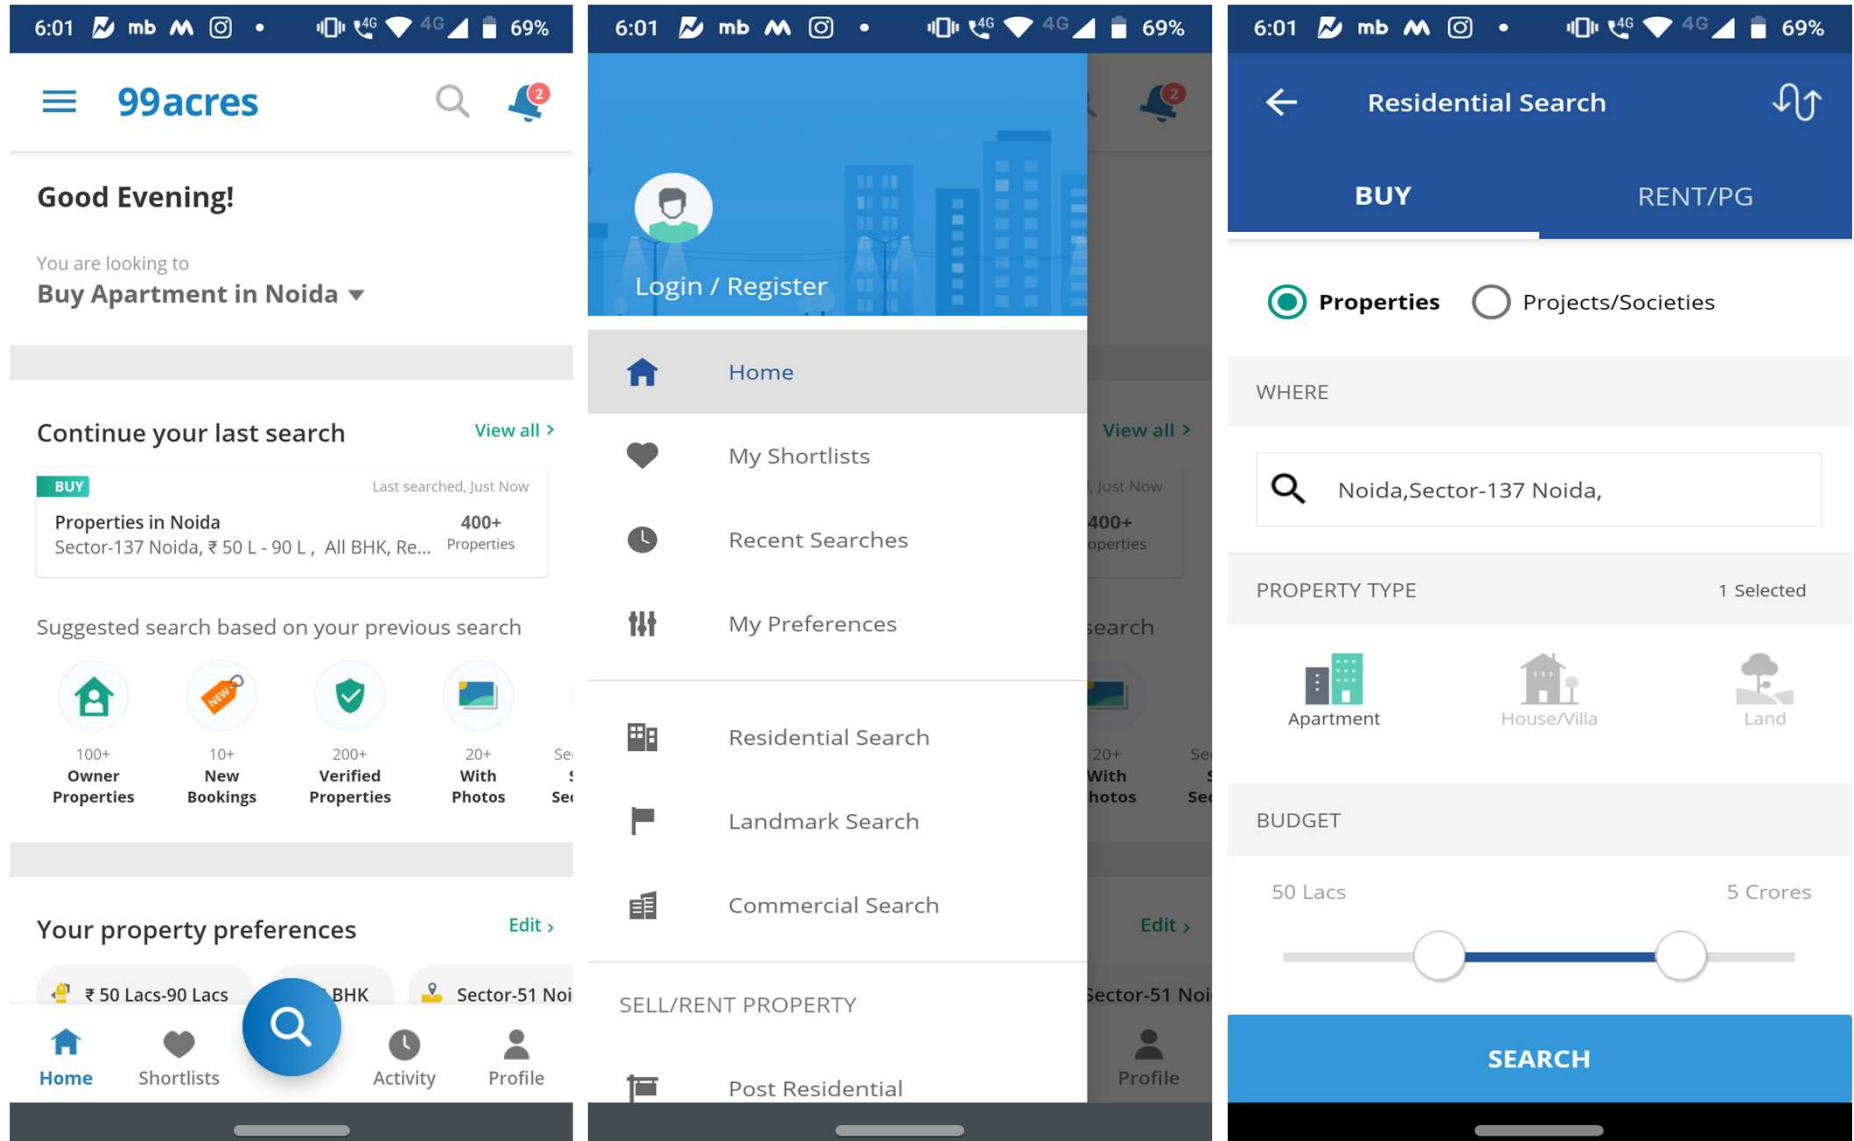 6:01 mb 4G 4G 69%
99acres
2
Good Evening!
You are looking to
Buy Apartment in Noida
Continue your last search View all >
BUY Last searched, Just Now
Properties in Noida 400+
Sector-137 Noida, ₹ 50 L - 90 L , All BHK, Re... Properties
Suggested search based on your previous search
100+
Owner
Properties
10+
New
Bookings
NEW
200+
Verified
Properties
20+
With
Photos
Your property preferences Edit >
₹ 50 Lacs-90 Lacs BHK Sector-51 Noi
Home Shortlists Activity Profile
6:01 mb 4G 4G 69%
2
Login / Register
Home
My Shortlists
Recent Searches
My Preferences
Residential Search
Landmark Search
Commercial Search
SELL/RENT PROPERTY
Post Residential
View all >
Just Now
400+
operties
search
20+
With
hotos
Edit >
Sector-51 Noi
Profile
6:01 mb 4G 4G 69%
Residential Search
BUY RENT/PG
Properties Projects/Societies
WHERE
Noida,Sector-137 Noida,
PROPERTY TYPE 1 Selected
Apartment House/Villa Land
BUDGET
50 Lacs 5 Crores
SEARCH